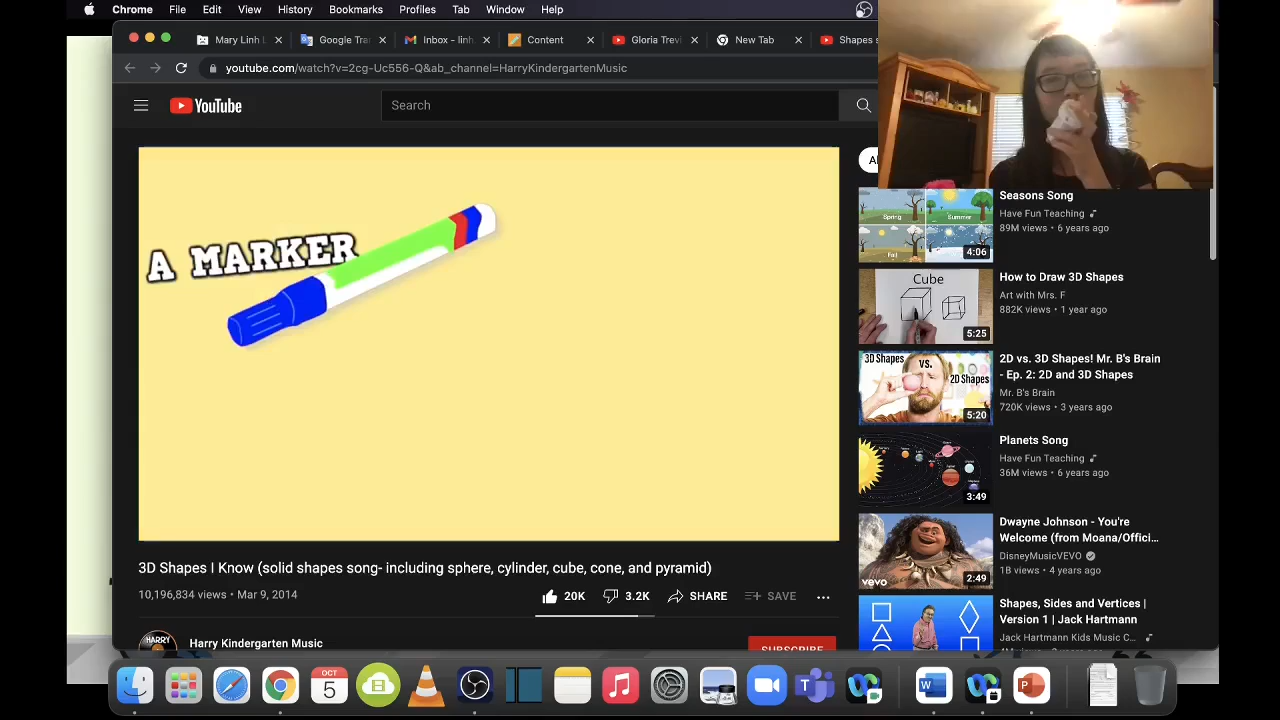 Chrome File Edit View History Bookmarks Profiles Tab Window Help
Mary Linh L
Google Tra
Inbox - linh
Content
Gloria Trevi
New Tab
Shapes s
youtube.com/watch?v=2cg-Uc556-Q&ab_channel=HarryKindergartenMusic
YouTube
Search
A MARKER
Spring
Summer
Fall
4:06
Seasons Song
Have Fun Teaching
89M views • 6 years ago
Cube
5:25
How to Draw 3D Shapes
Art with Mrs. F
882K views • 1 year ago
3D Shapes
VS.
2D Shapes
5:20
2D vs. 3D Shapes! Mr. B's Brain
- Ep. 2: 2D and 3D Shapes
Mr. B's Brain
720K views • 3 years ago
3:49
Planets Song
Have Fun Teaching
36M views • 6 years ago
vevo
2:49
Dwayne Johnson - You're
Welcome (from Moana/Offici...
DisneyMusicVEVO
1B views • 4 years ago
Shapes, Sides and Vertices |
Version 1 | Jack Hartmann
Jack Hartmann Kids Music C...
3D Shapes I Know (solid shapes song- including sphere, cylinder, cube, cone, and pyramid)
10,196,834 views • Mar 9, 2014
20K
3.2K
SHARE
SAVE
HARRY
Harry Kindergarten Music
SUBSCRIBE
OCT
5